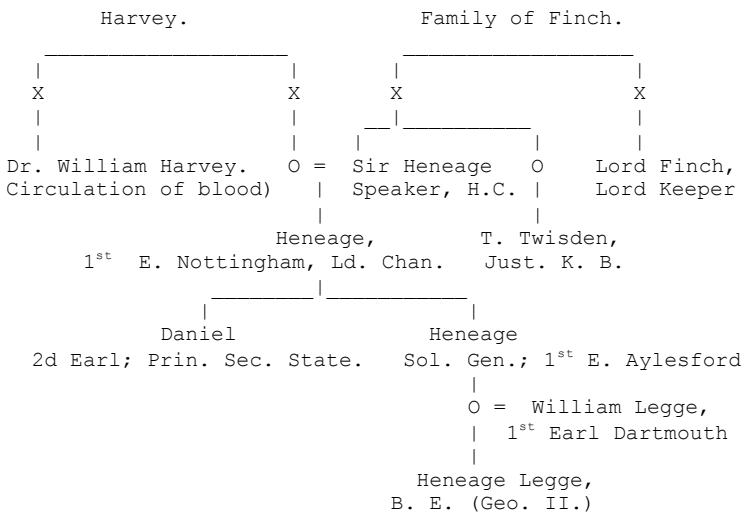 Harvey. Family of Finch.
X X X X
Dr. William Harvey. O = Sir Heneage O Lord Finch,
Circulation of blood) Speaker, H.C. Lord Keeper
Heneage, T. Twisden,
1st E. Nottingham, Ld. Chan. Just. K. B.
Daniel Heneage
2d Earl; Prin. Sec. State. Sol. Gen.; 1st E. Aylesford
O = William Legge,
1st Earl Dartmouth
Heneage Legge,
B. E. (Geo. II.)